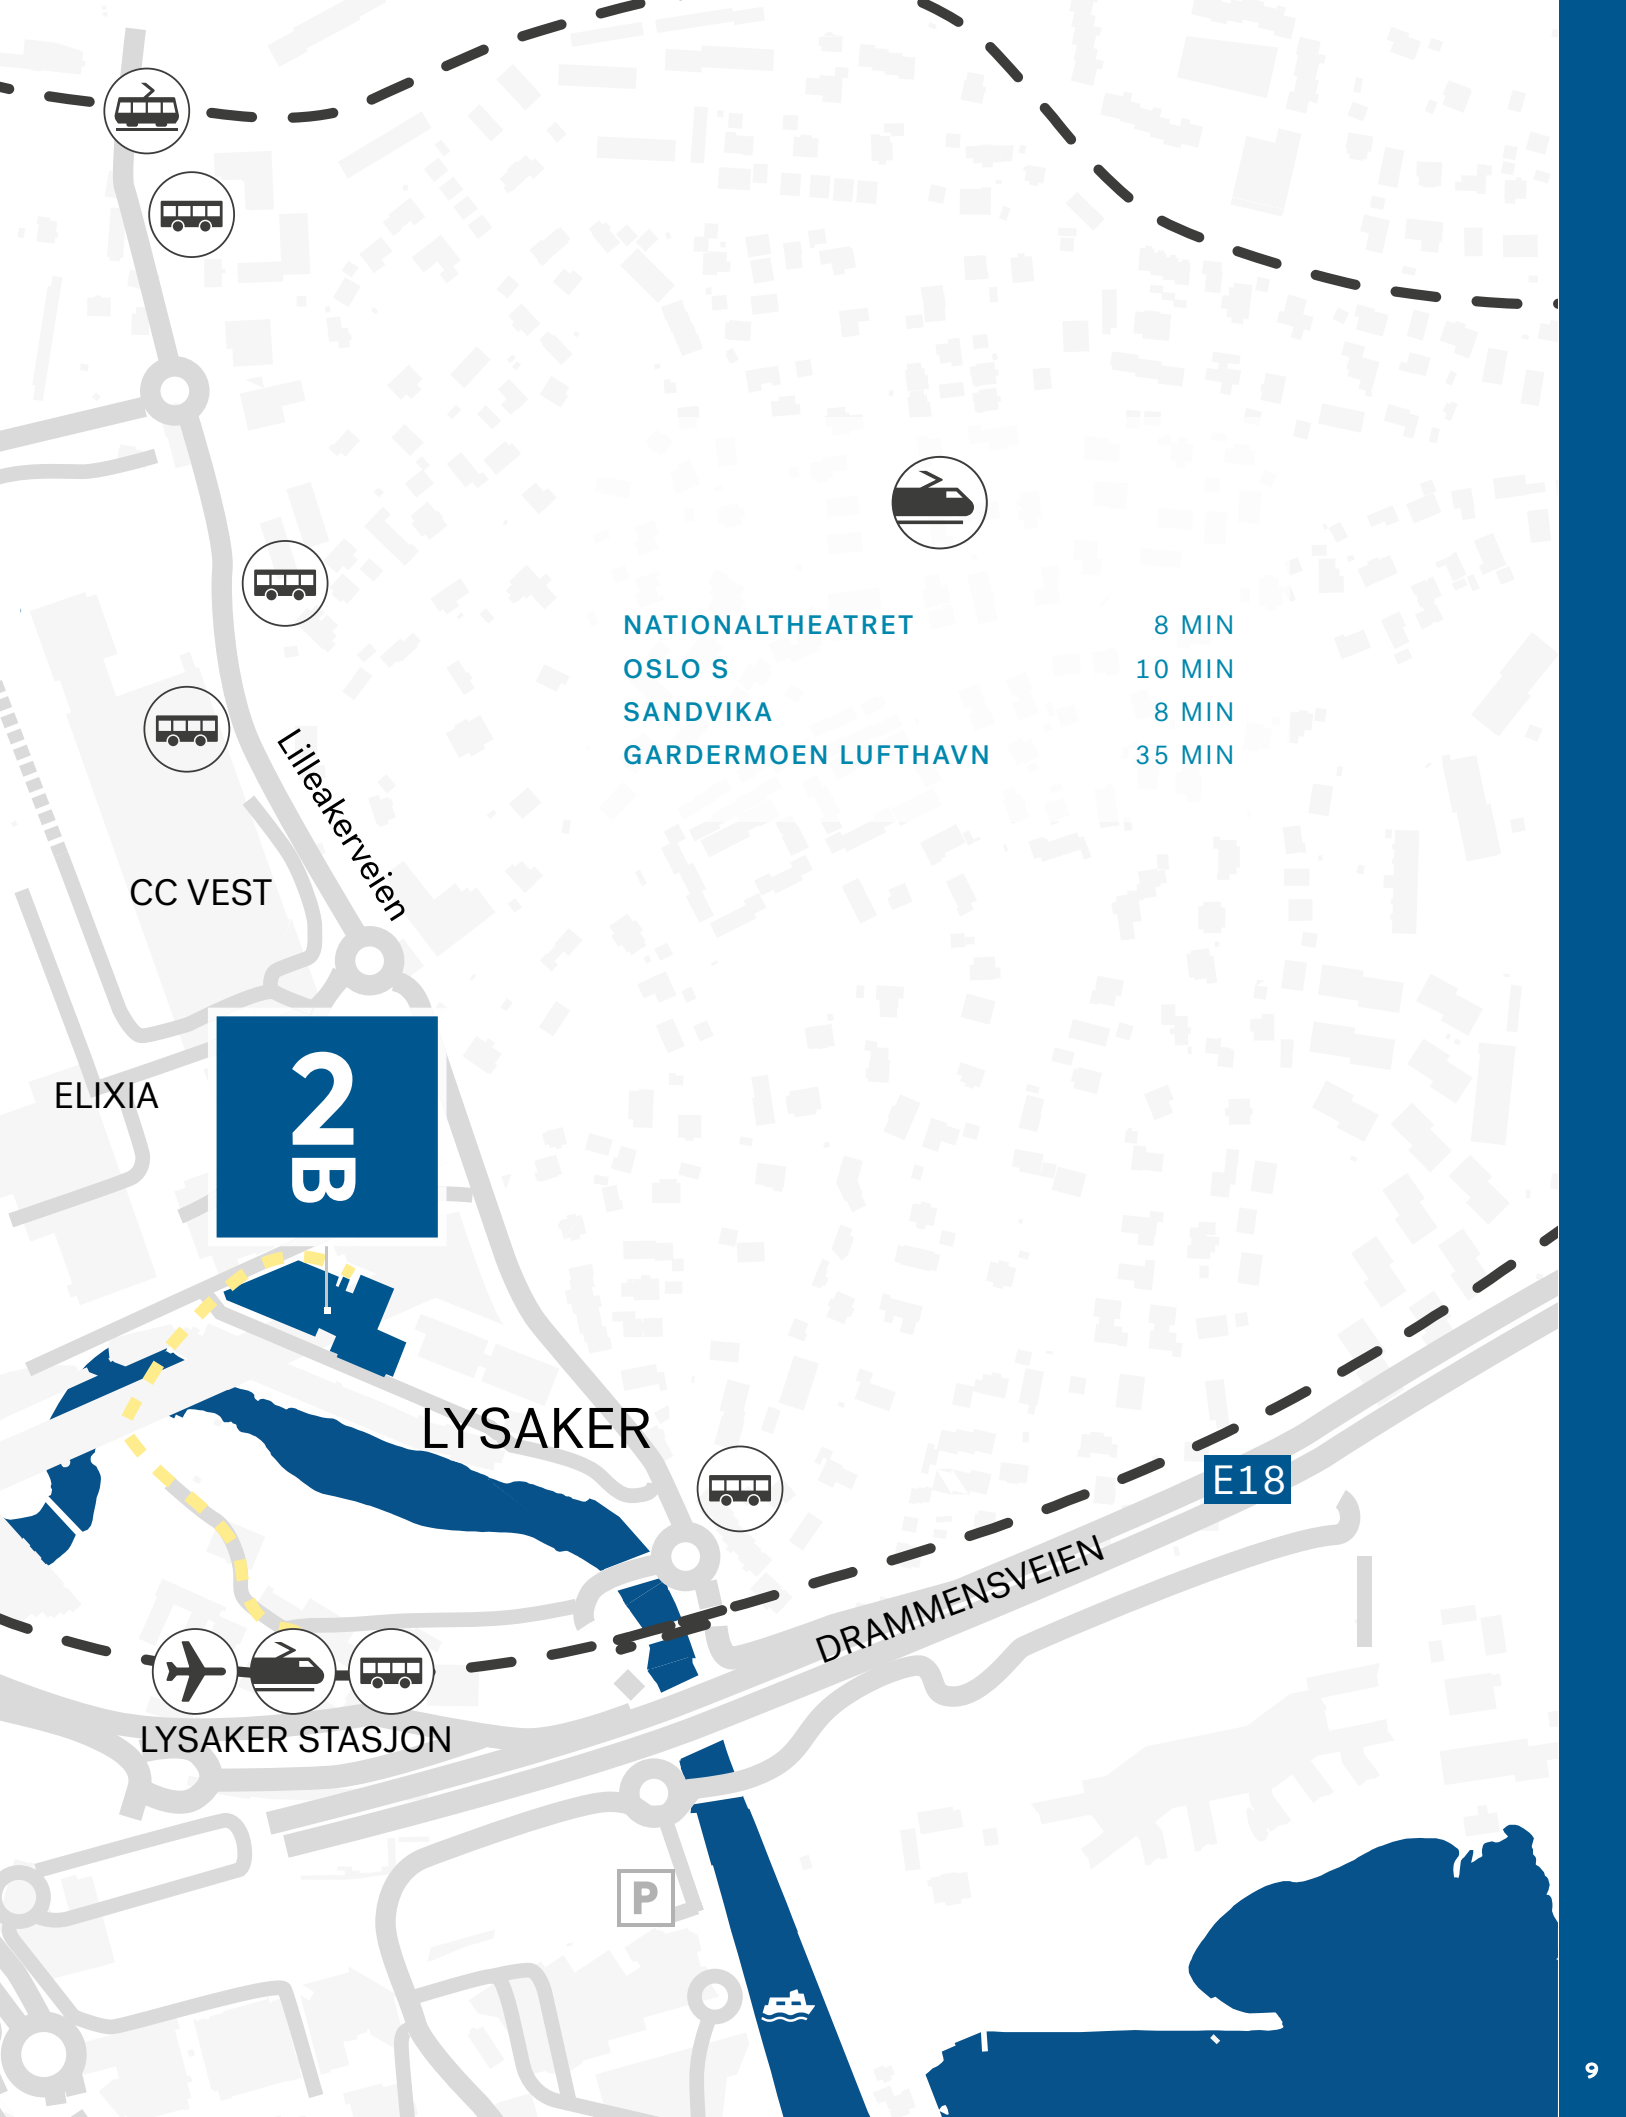 NATIONALTHEATRET 8 MIN
OSLO S 10 MIN
SANDVIKA 8 MIN
GARDERMOEN LUFTHAVN 35 MIN
Lilleakerveien
CC VEST
ELIXIA
2
B
LYSAKER
E18
DRAMMENSVEIEN
LYSAKER STASJON
P
9